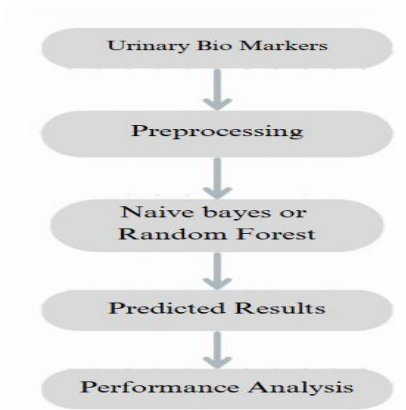 Urinary Bio Markers
Preprocessing
Naive bayes or
Random Forest
Predicted Results
Performance Analysis